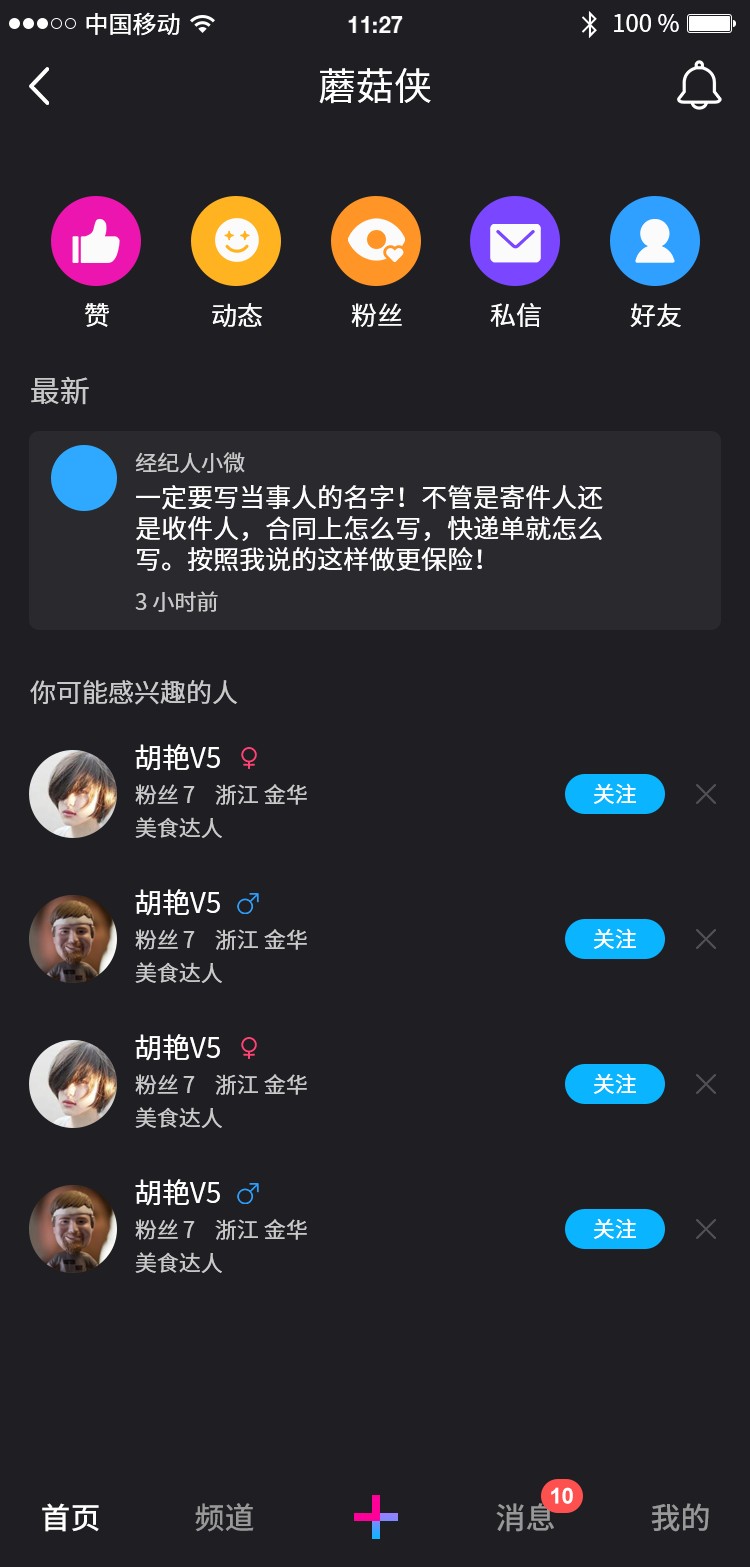 中国移动
11:27
100 %
蘑菇侠
赞
动态
粉丝
私信
好友
最新
经纪人小微
一定要写当事人的名字！不管是寄件人还
是收件人，合同上怎么写，快递单就怎么
写。按照我说的这样做更保险！
3 小时前
你可能感兴趣的人
胡艳V5
粉丝 7 浙江 金华
美食达人
关注
胡艳V5
粉丝 7 浙江 金华
美食达人
关注
胡艳V5
粉丝 7 浙江 金华
美食达人
关注
胡艳V5
粉丝 7 浙江 金华
美食达人
关注
首页
频道
消息
10
我的